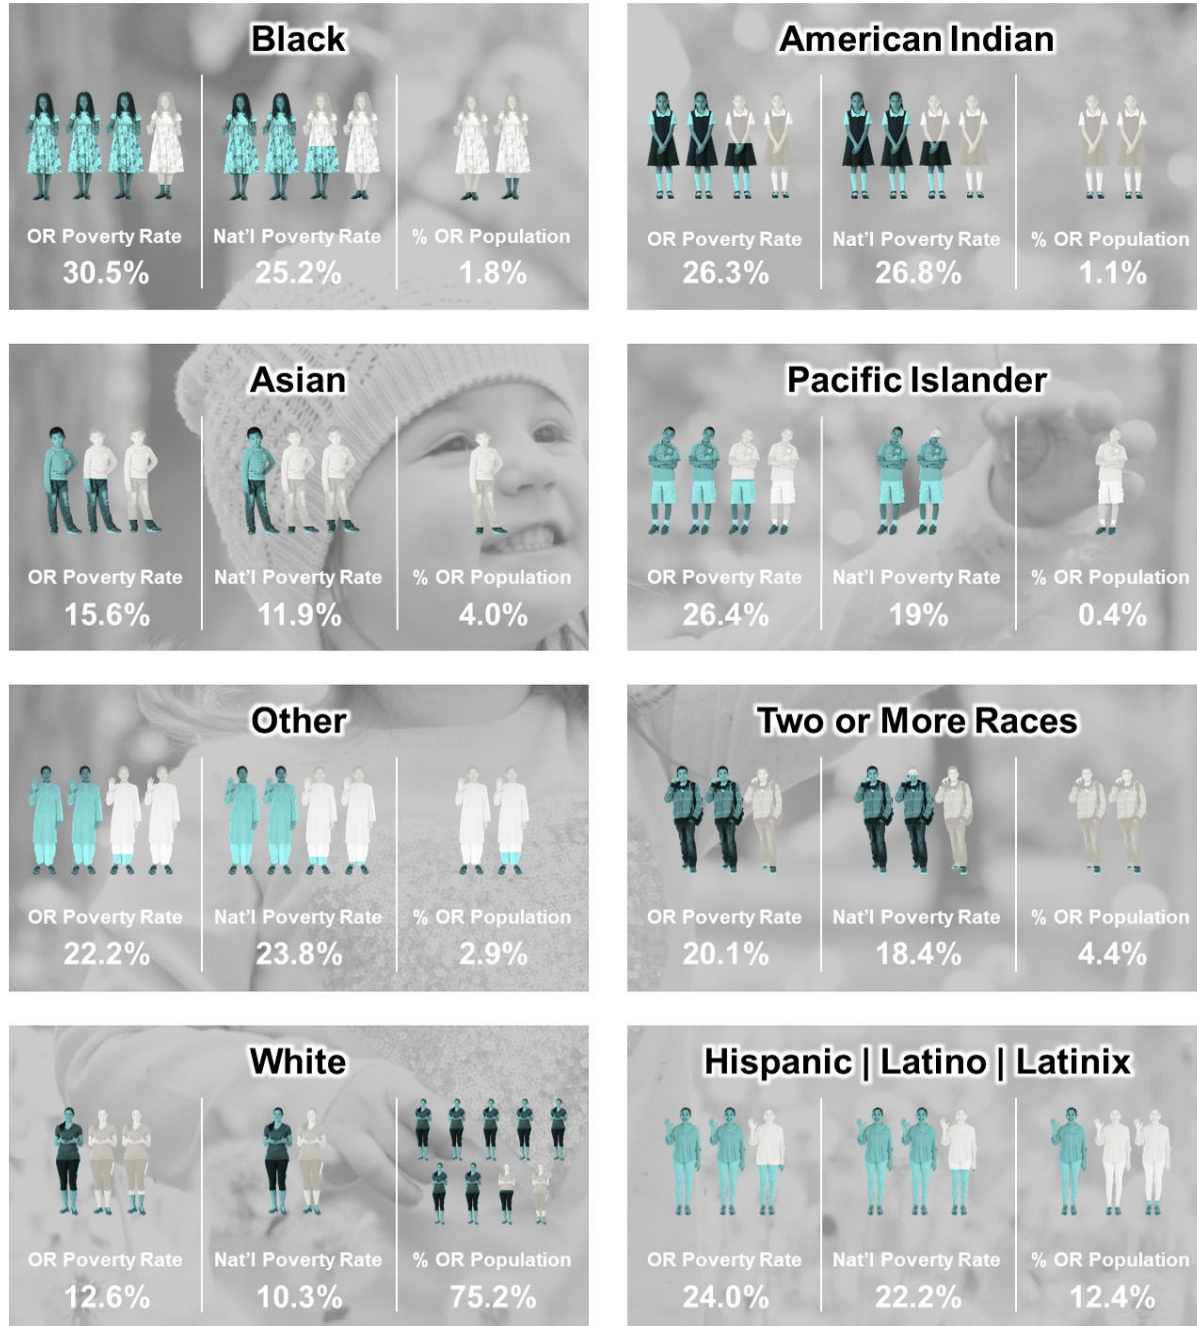 Black
OR Poverty Rate
30.5%
Nat'l Poverty Rate
25.2%
% OR Population
1.8%
American Indian
OR Poverty Rate
26.3%
Nat'l Poverty Rate
26.8%
% OR Population
1.1%
Asian
OR Poverty Rate
15.6%
Nat'l Poverty Rate
11.9%
% OR Population
4.0%
Pacific Islander
OR Poverty Rate
26.4%
Nat'l Poverty Rate
19%
% OR Population
0.4%
Other
OR Poverty Rate
22.2%
Nat'l Poverty Rate
23.8%
% OR Population
2.9%
Two or More Races
OR Poverty Rate
20.1%
Nat'l Poverty Rate
18.4%
% OR Population
4.4%
White
OR Poverty Rate
12.6%
Nat'l Poverty Rate
10.3%
% OR Population
75.2%
Hispanic | Latino | Latinix
OR Poverty Rate
24.0%
Nat'l Poverty Rate
22.2%
% OR Population
12.4%